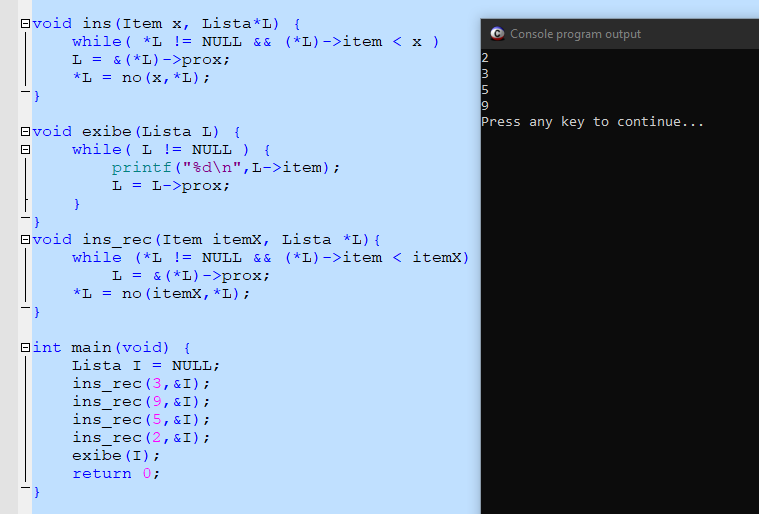 void ins(Item x, Lista*L) {
    while( *L != NULL && (*L)->item < x )
    L = &(*L)->prox;
    *L = no(x,*L);
}

void exibe(Lista L) {
    while( L != NULL ) {
        printf("%d\n",L->item);
        L = L->prox;
    }
}
void ins_rec(Item itemX, Lista *L){
    while (*L != NULL && (*L)->item < itemX)
        L = &(*L)->prox;
    *L = no(itemX,*L);
}

int main(void) {
    Lista I = NULL;
    ins_rec(3,&I);
    ins_rec(9,&I);
    ins_rec(5,&I);
    ins_rec(2,&I);
    exibe(I);
    return 0;
}
C Console program output
2
3
5
9
Press any key to continue...